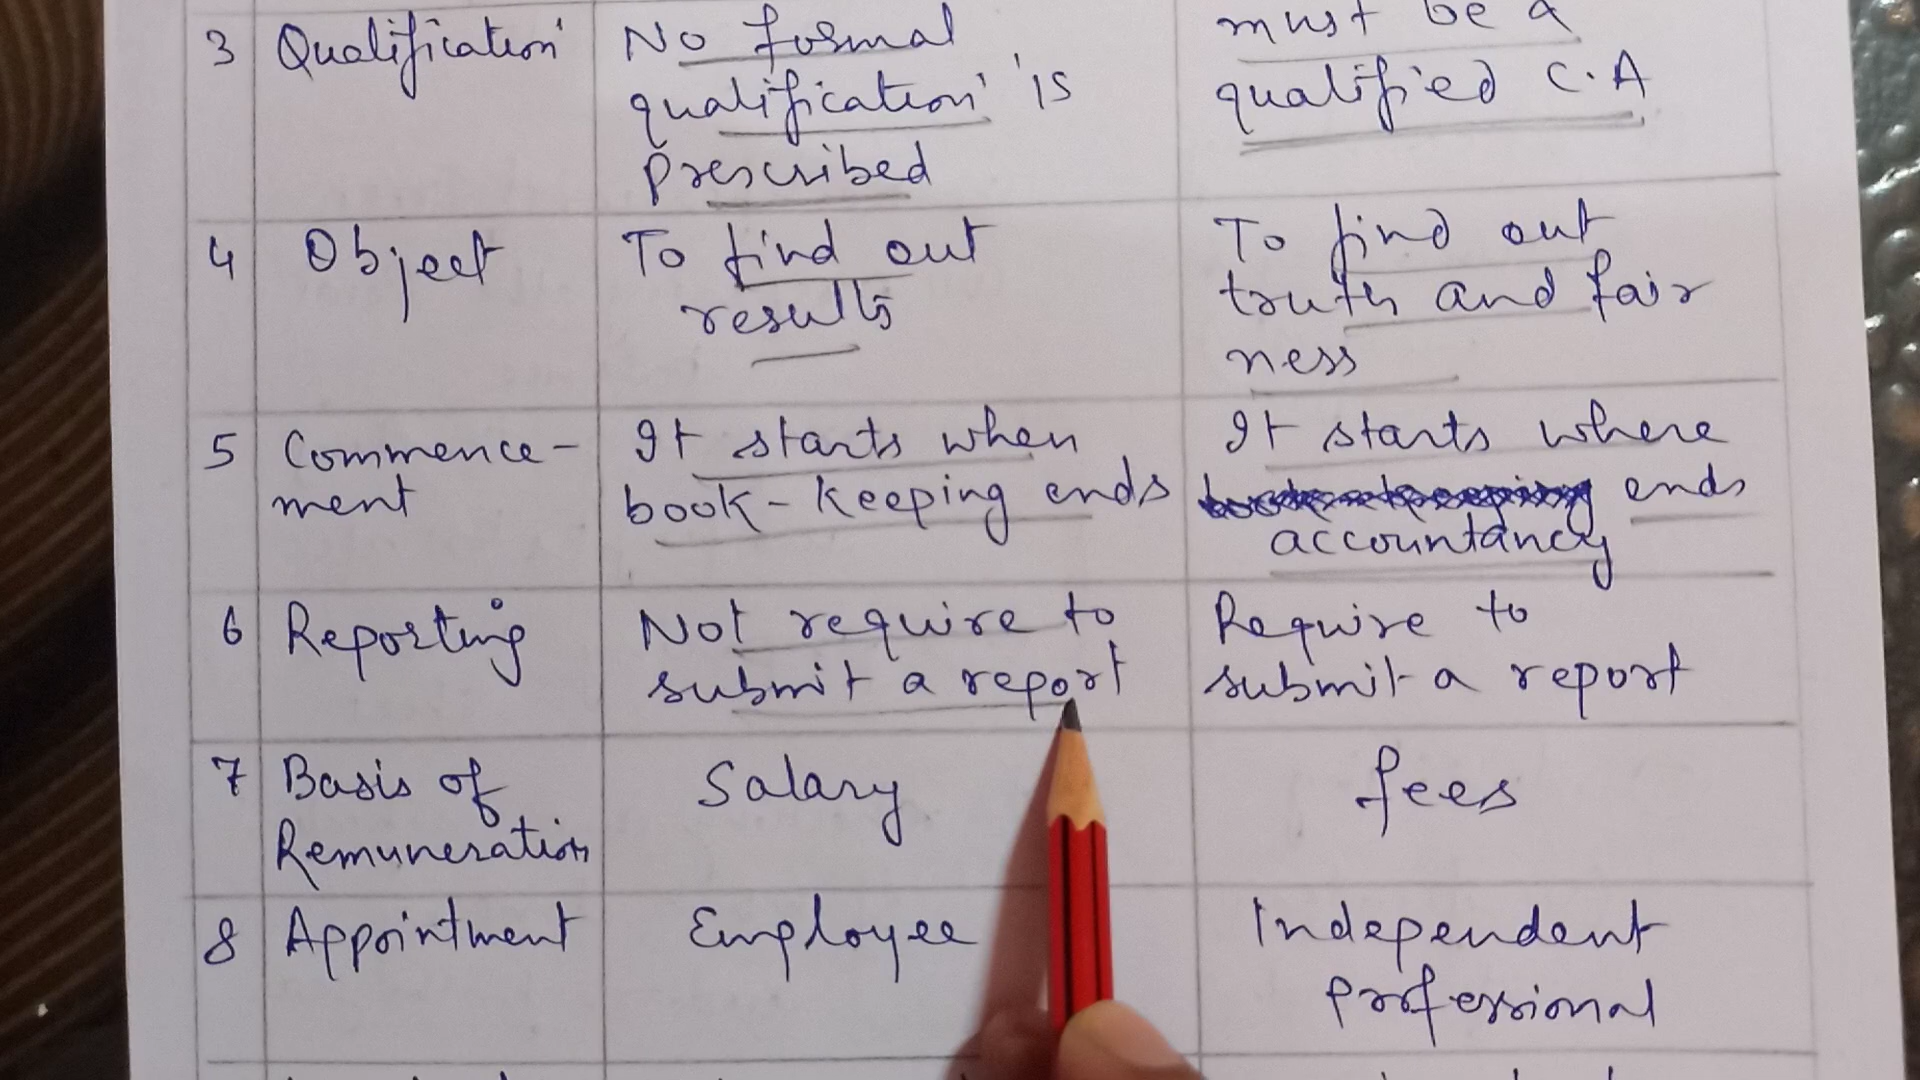 3 Qualification
No formal
qualification is
prescribed
must be a
qualified C.A
4 Object
To find out
results
To find out
truth and fair
ness
5 Commence-
ment
It starts when
book-keeping ends
It starts where
ends
accountancy
6 Reporting
Not require to
submit a report
Require to
submit a report
7 Basis of
Remuneration
Salary
fees
8 Appointment
Employee
Independent
professional